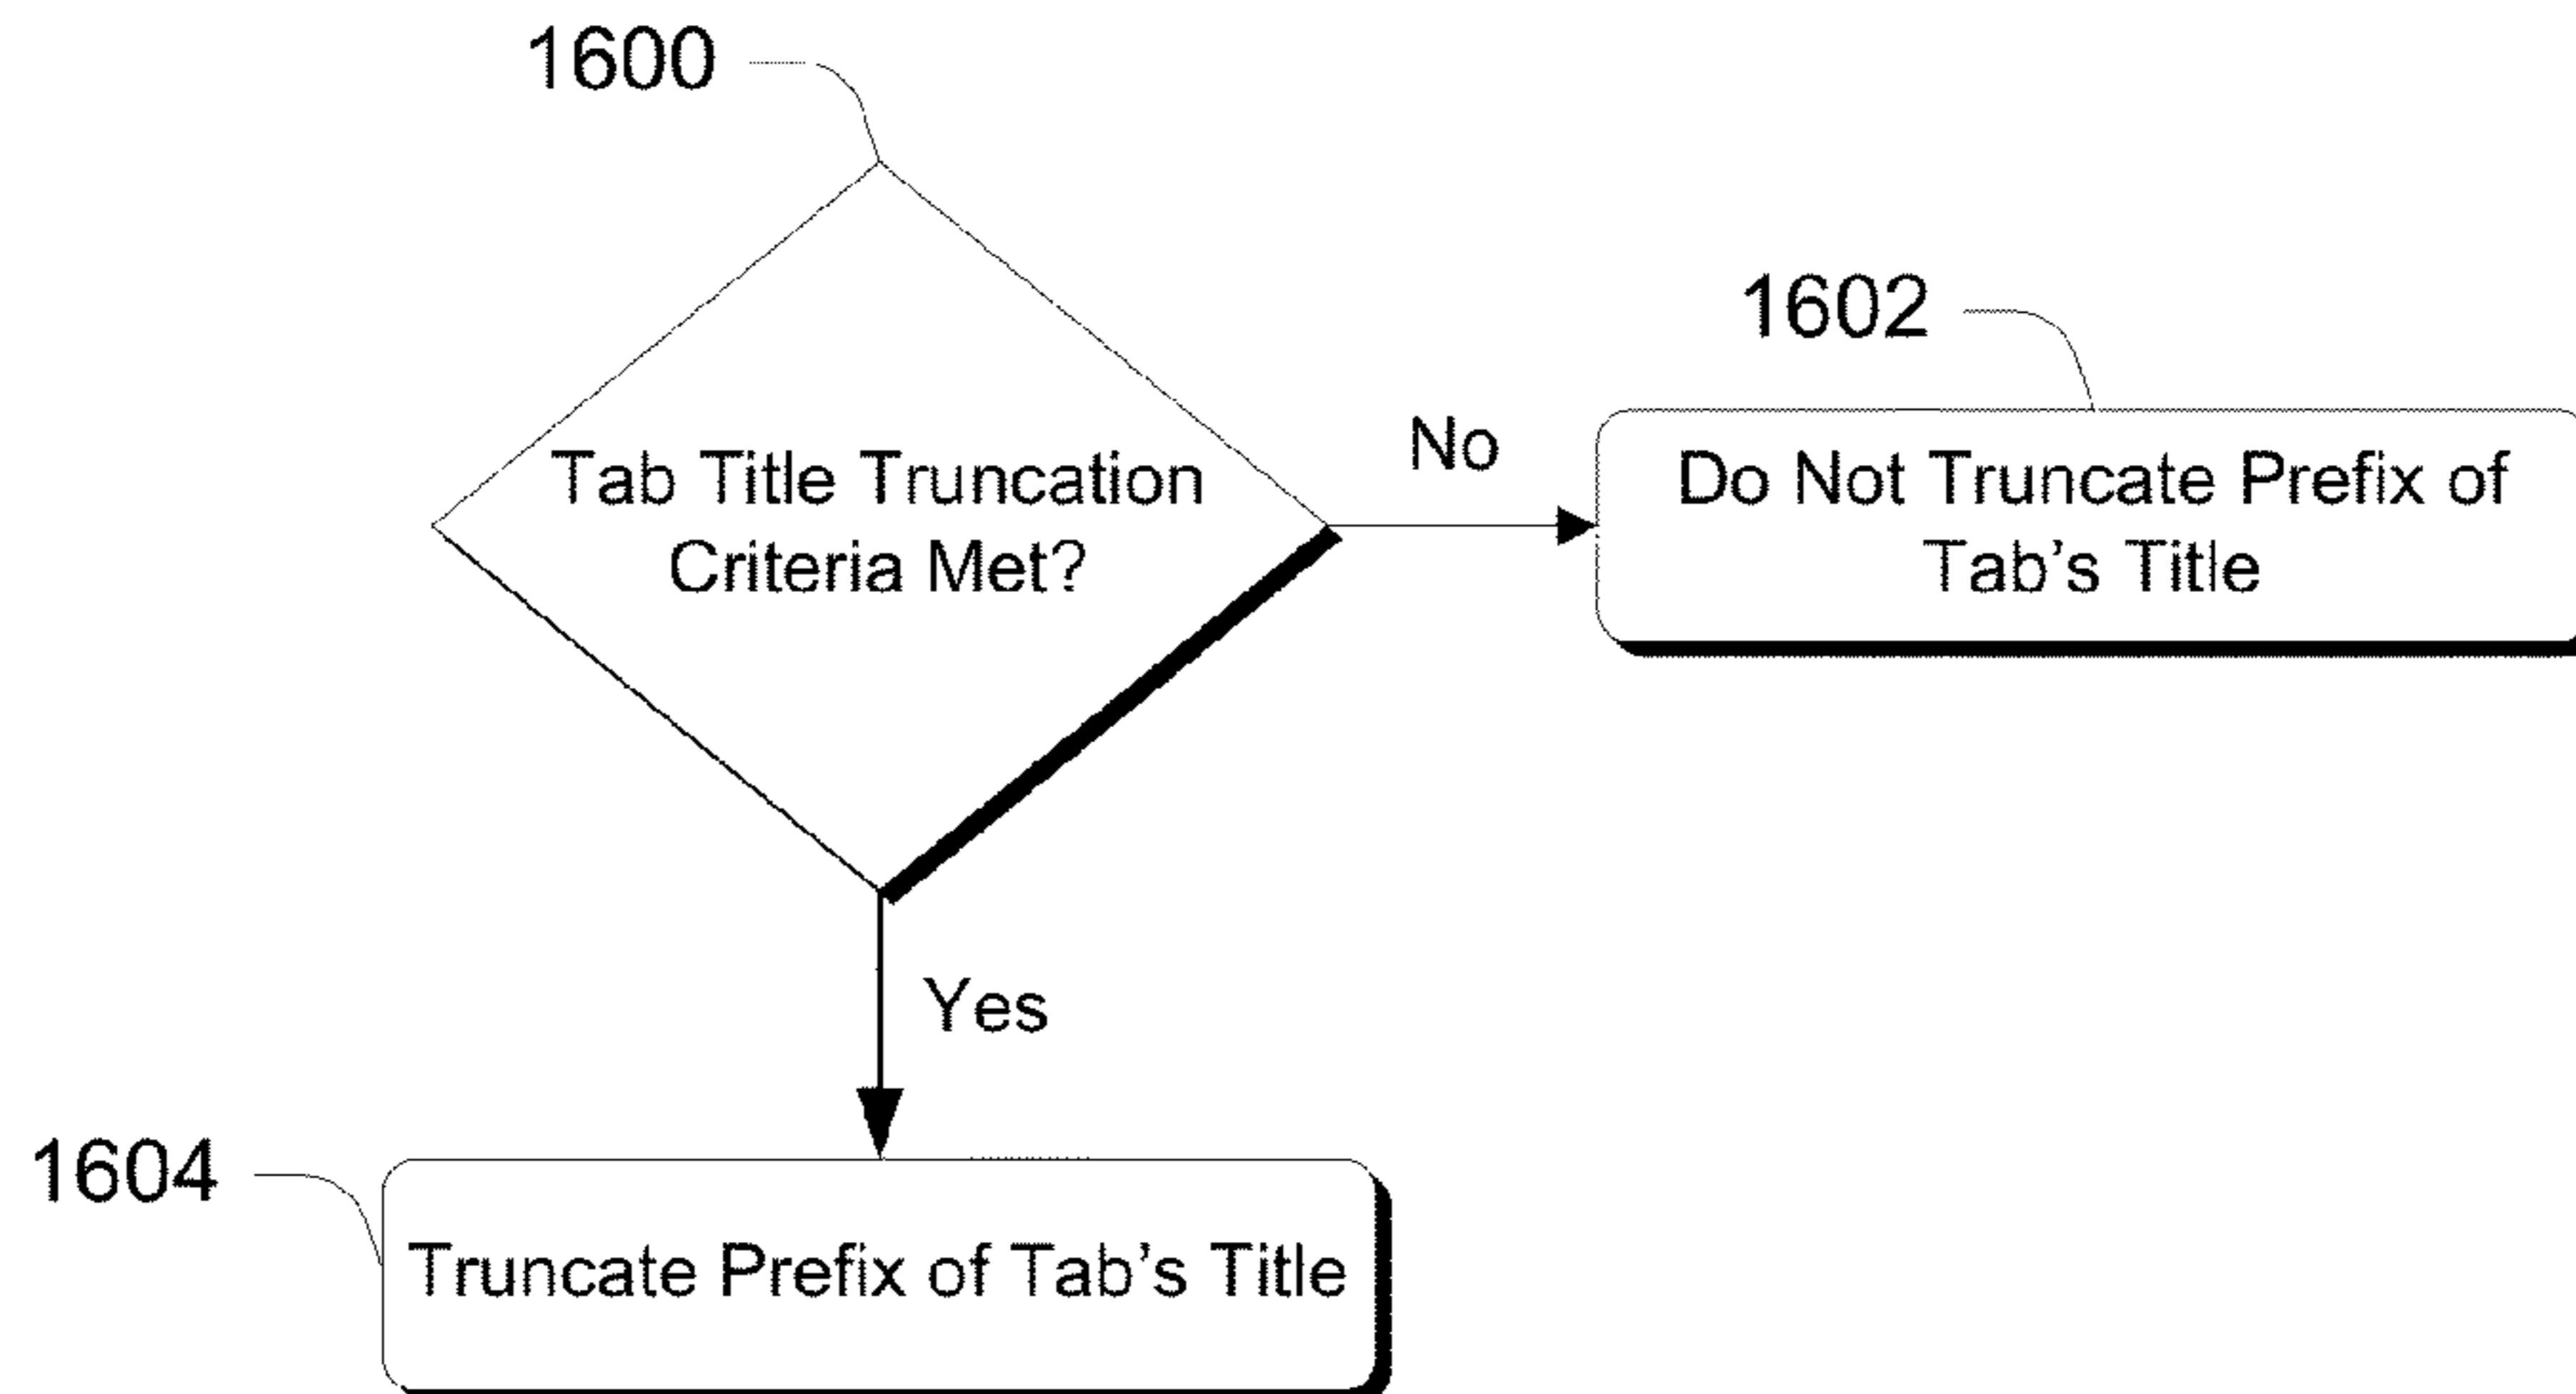 1600
1602
No
Tab Title Truncation
Criteria Met?
Do Not Truncate Prefix of
Tab's Title
Yes
1604
Truncate Prefix of Tab's Title